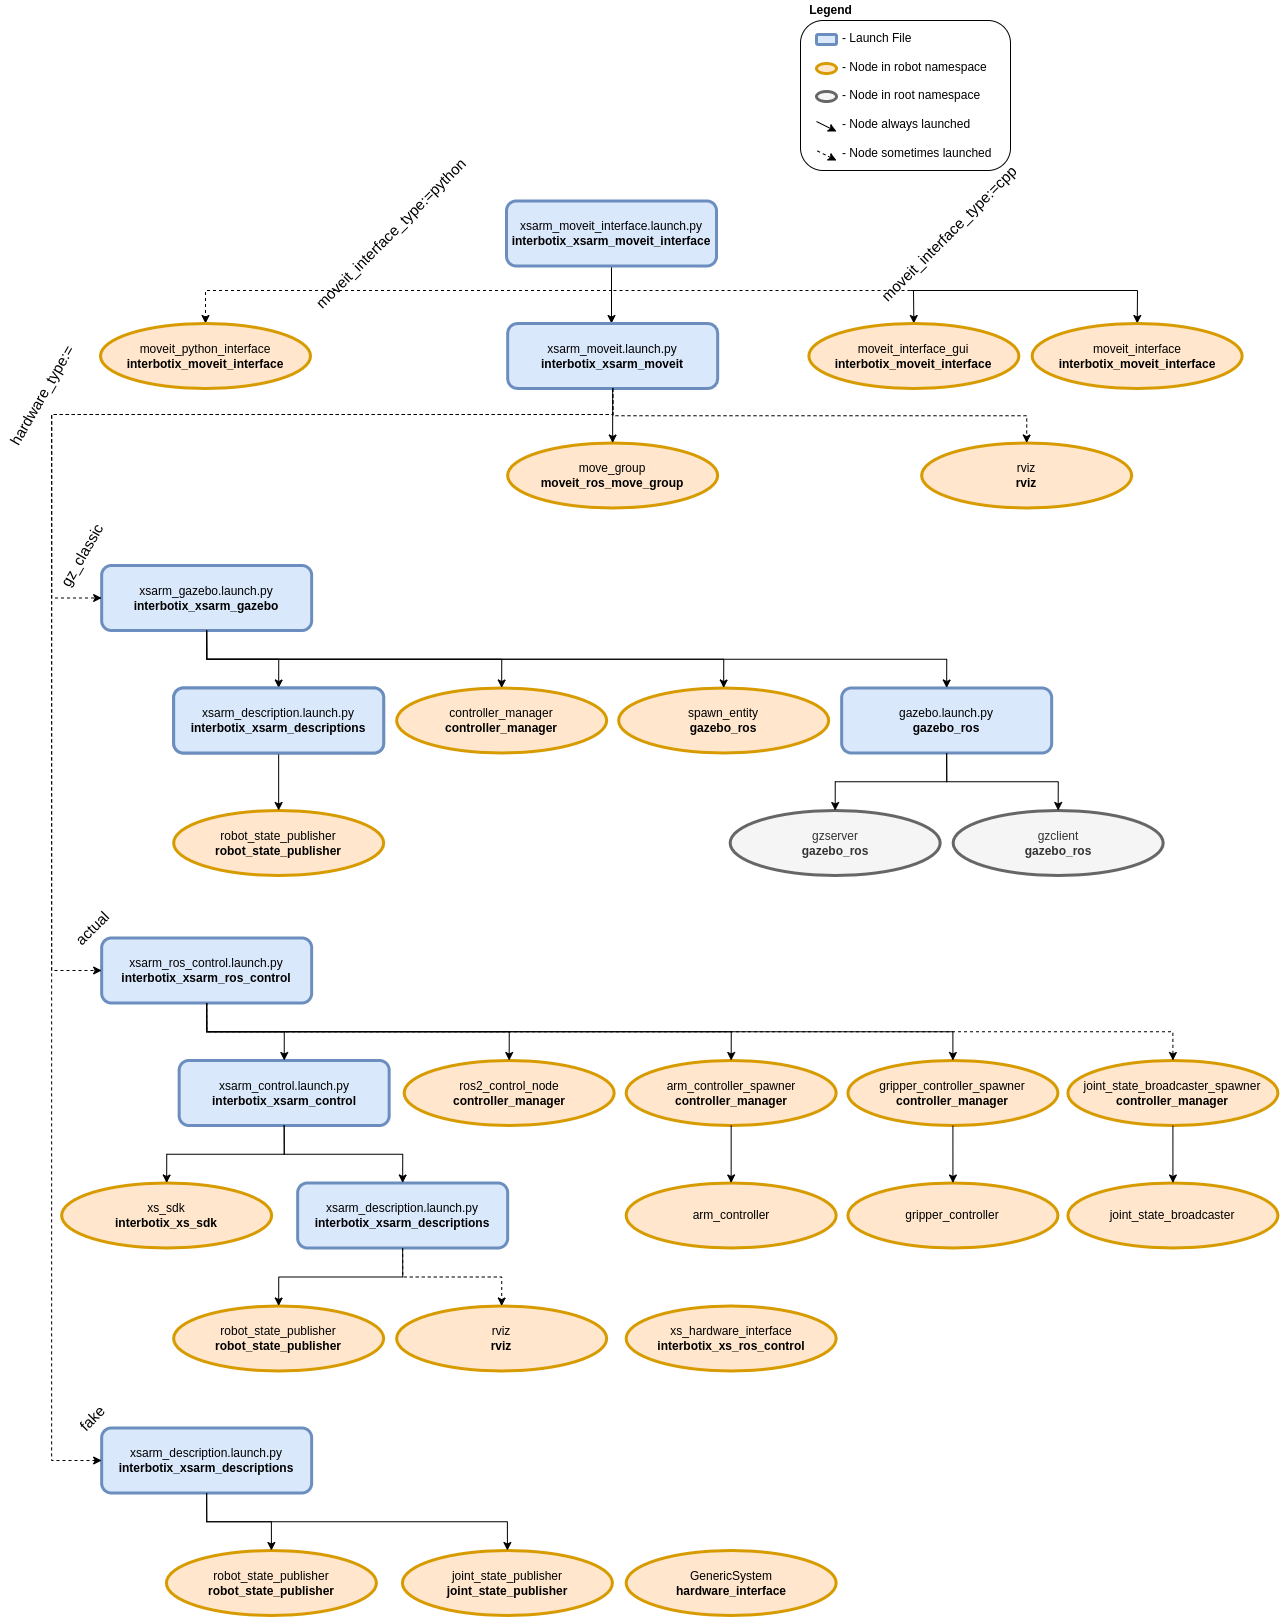 Legend
- Launch File
- Node in robot namespace
- Node in root namespace
- Node always launched
- Node sometimes launched
moveit_interface_type:=python
moveit_interface_type:=cpp
xsarm_moveit_interface.launch.py
interbotix_xsarm_moveit_interface
moveit_python_interface
interbotix_moveit_interface
xsarm_moveit.launch.py
interbotix_xsarm_moveit
moveit_interface_gui
interbotix_moveit_interface
moveit_interface
interbotix_moveit_interface
hardware_type:=
move_group
moveit_ros_move_group
rviz
rviz
gz_classic
xsarm_gazebo.launch.py
interbotix_xsarm_gazebo
xsarm_description.launch.py
interbotix_xsarm_descriptions
controller_manager
controller_manager
spawn_entity
gazebo_ros
gazebo.launch.py
gazebo_ros
robot_state_publisher
robot_state_publisher
gzserver
gazebo_ros
gzclient
gazebo_ros
actual
xsarm_ros_control.launch.py
interbotix_xsarm_ros_control
xsarm_control.launch.py
interbotix_xsarm_control
ros2_control_node
controller_manager
arm_controller_spawner
controller_manager
gripper_controller_spawner
controller_manager
joint_state_broadcaster_spawner
controller_manager
xs_sdk
interbotix_xs_sdk
xsarm_description.launch.py
interbotix_xsarm_descriptions
arm_controller
gripper_controller
joint_state_broadcaster
robot_state_publisher
robot_state_publisher
rviz
rviz
xs_hardware_interface
interbotix_xs_ros_control
fake
xsarm_description.launch.py
interbotix_xsarm_descriptions
robot_state_publisher
robot_state_publisher
joint_state_publisher
joint_state_publisher
GenericSystem
hardware_interface